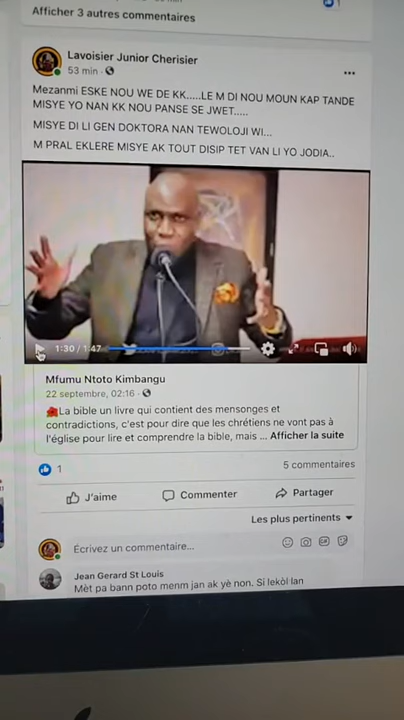 Afficher 3 autres commentaires
1
Lavoisier Junior Cherisier
53 min
Mezanmi ESKE NOU WE DE KK.....LE M DI NOU MOUN KAP TANDE
MISYE YO NAN KK NOU PANSE SE JWET.....
MISYE DI LI GEN DOKTORA NAN TEWOLOJI WI...
M PRAL EKLERE MISYE AK TOUT DISIP TET VAN LI YO JODIA..
1:30 / 1:47
Mfumu Ntoto Kimbangu
22 septembre, 02:16
La bible un livre qui contient des mensonges et
contradictions, c'est pour dire que les chrétiens ne vont pas à
l'église pour lire et comprendre la bible, mais ... Afficher la suite
1
5 commentaires
J'aime
Commenter
Partager
Les plus pertinents
Écrivez un commentaire...
Jean Gerard St Louis
Mèt pa bann poto menm jan ak yè non. Si lekòl lan